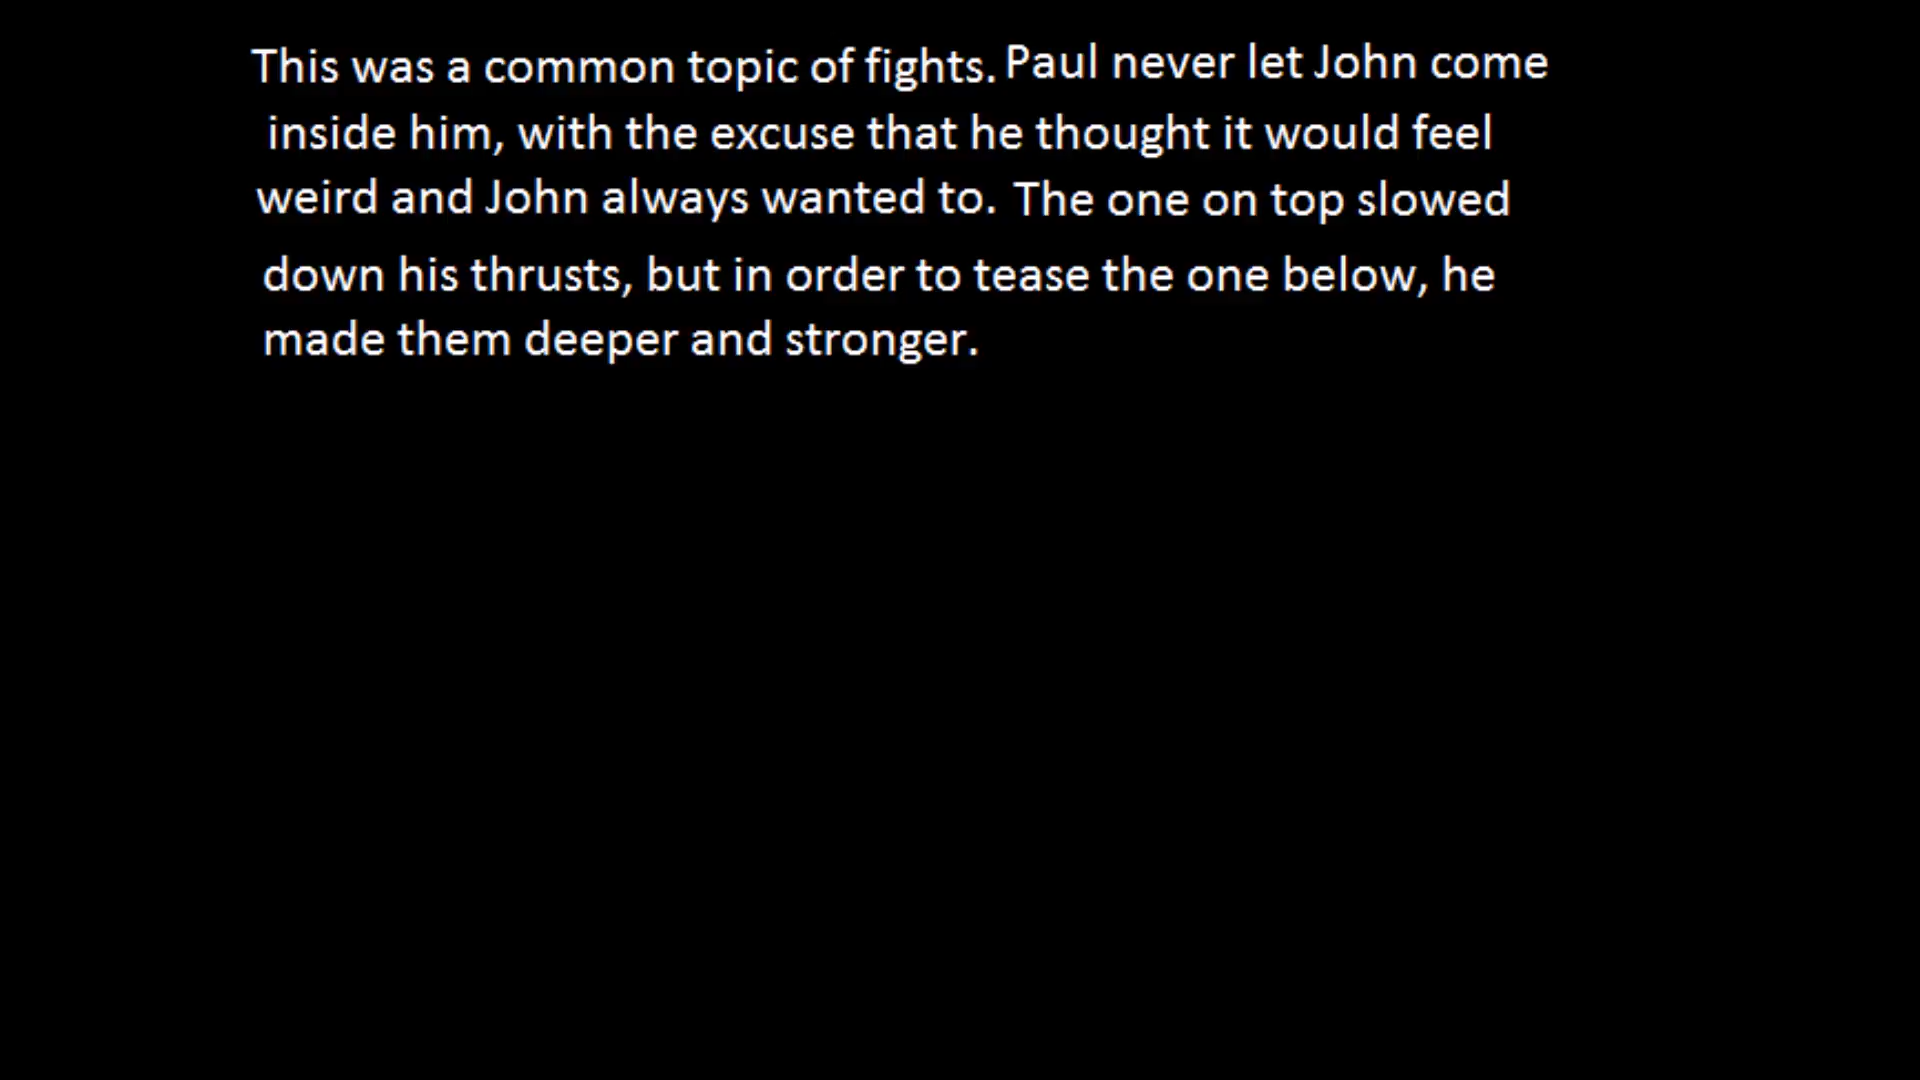 This was a common topic of fights. Paul never let John come
inside him, with the excuse that he thought it would feel
weird and John always wanted to. The one on top slowed
down his thrusts, but in order to tease the one below, he
made them deeper and stronger.